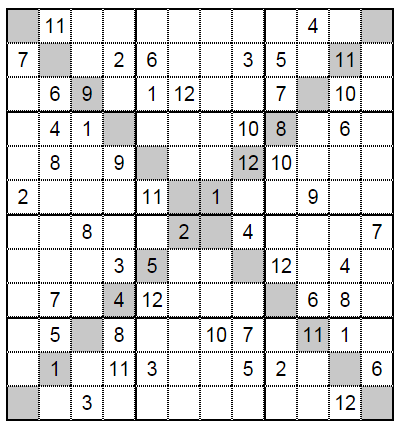 11 4
7 2 6 3 5 11
6 9 1 12 7 10
4 1 10 8 6
8 9 12 10
2 11 1 9
8 2 4 7
3 5 12 4
7 4 12 6 8
5 8 10 7 11 1
1 11 3 5 2 6
3 12